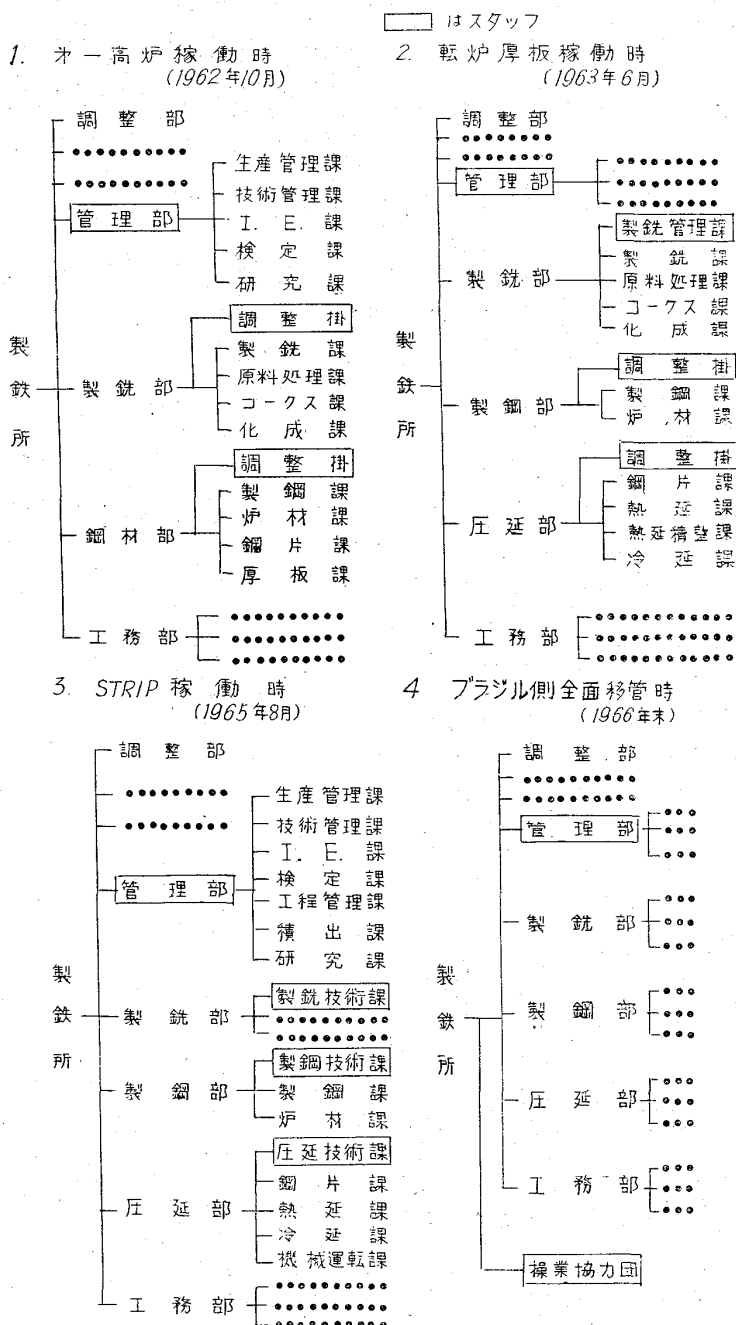 はスタッフ
1. オ一高炉稼働時
(1962年10月)
調整部
管理部
生産管理課
技術管理課
I. E. 課
検定課
研究課
製鉄所
製銑部
調整掛
製銑課
原料処理課
コークス課
化成課
鋼材部
調整掛
製鋼課
炉材課
鋼片課
厚板課
工務部
2. 転炉厚板稼働時
(1963年6月)
調整部
管理部
製鉄所
製銑部
製銑管理課
製銑課
原料処理課
コークス課
化成課
製鋼部
調整掛
製鋼課
炉材課
圧延部
調整掛
鋼片課
熱延課
熱延精整課
冷延課
工務部
3. STRIP稼働時
(1965年8月)
調整部
管理部
生産管理課
技術管理課
I. E. 課
検定課
工程管理課
積出課
研究課
製鉄所
製銑部
製銑技術課
製鋼部
製鋼技術課
製鋼課
炉材課
圧延部
圧延技術課
鋼片課
熱延課
冷延課
機械運転課
工務部
4 ブラジル側全面移管時
(1966年末)
調整部
管理部
製銑部
製鉄所
製鋼部
圧延部
工務部
操業協力団